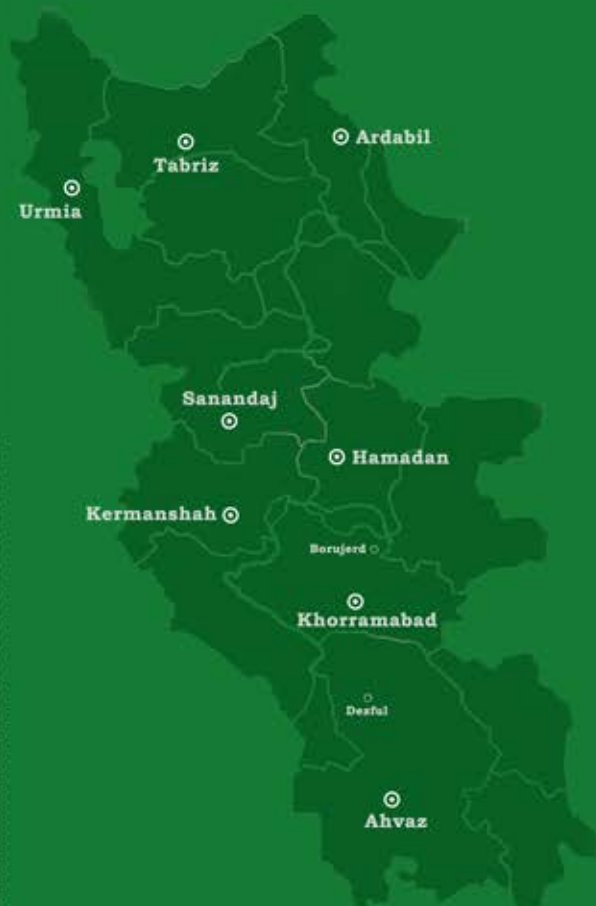 Ardabil
Tabriz
Urmia
Sanandaj
Hamadan
Kermanshah
Borujerd
Khorramabad
Dezful
Ahvaz